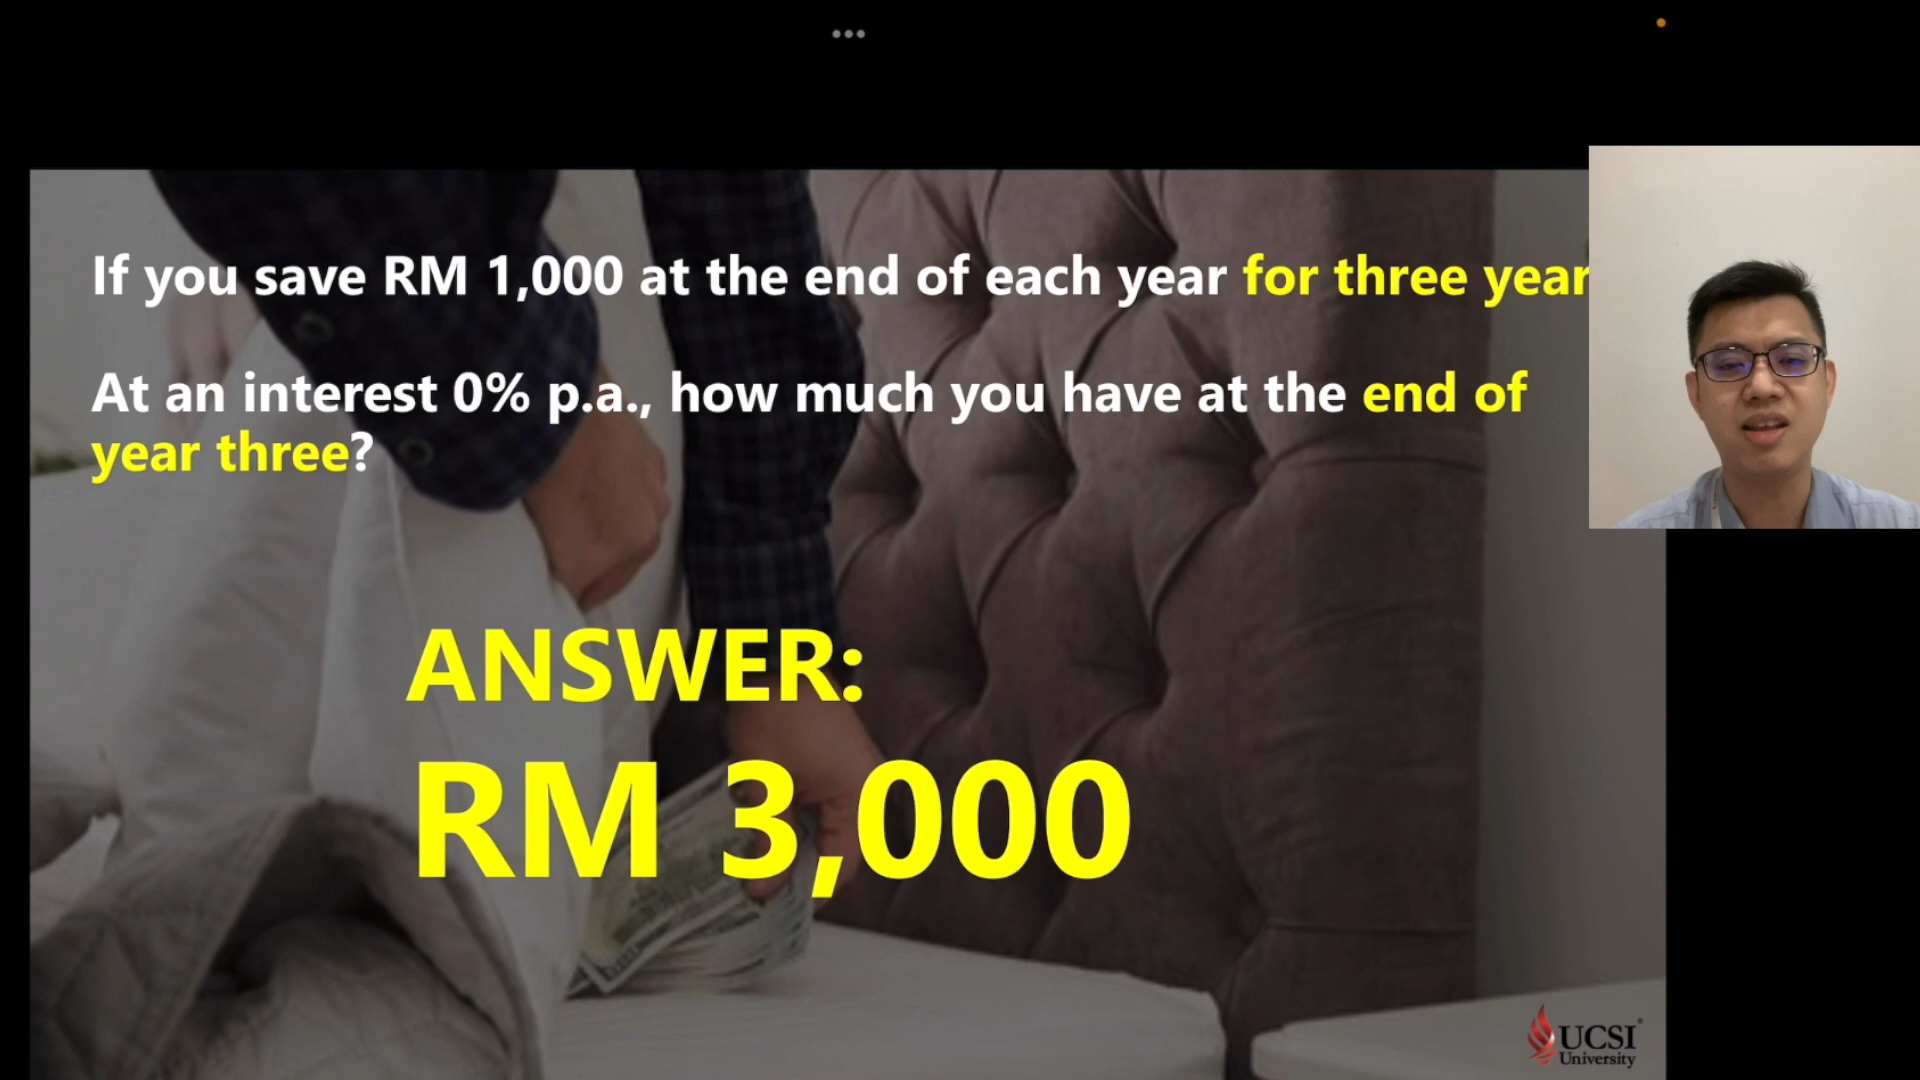 If you save RM 1,000 at the end of each year for three year
At an interest 0% p.a., how much you have at the end of
year three?
ANSWER:
RM 3,000
UCSI
University